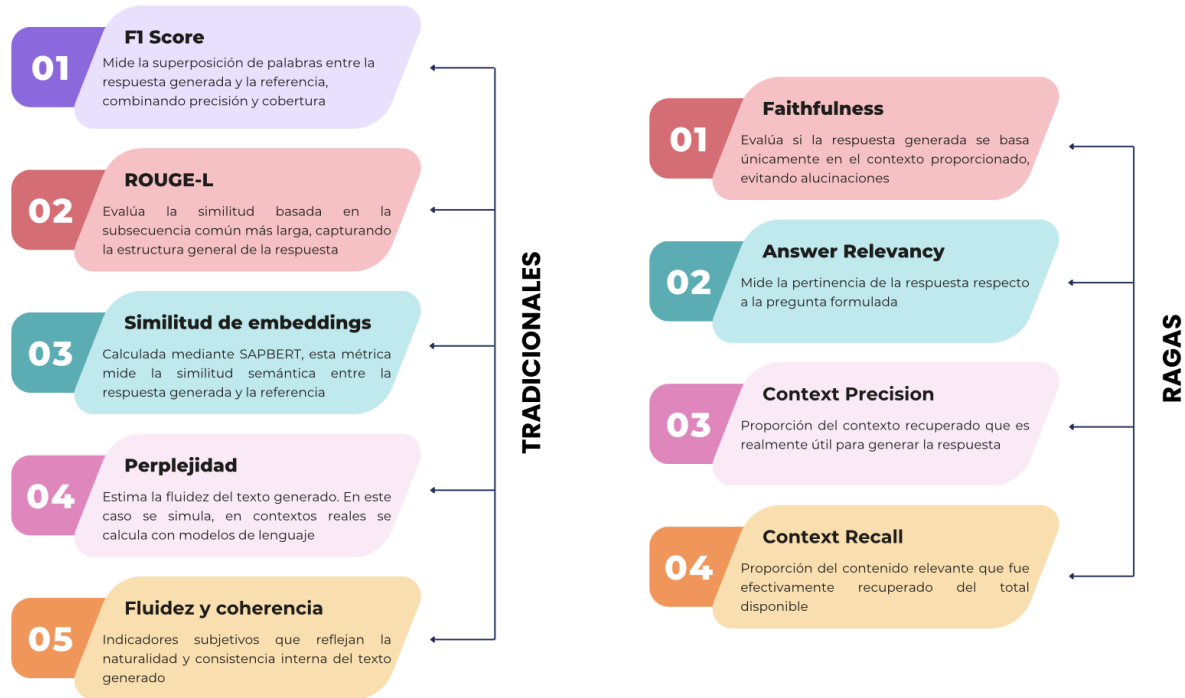 01
F1 Score
Mide la superposición de palabras entre la
respuesta generada y la referencia,
combinando precisión y cobertura
02
ROUGE-L
Evalúa la similitud basada en la
subsecuencia común más larga, capturando
la estructura general de la respuesta
03
Similitud de embeddings
Calculada mediante SAPBERT, esta métrica
mide la similitud semántica entre la
respuesta generada y la referencia
04
Perplejidad
Estima la fluidez del texto generado. En este
caso se simula, en contextos reales se
calcula con modelos de lenguaje
05
Fluidez y coherencia
Indicadores subjetivos que reflejan la
naturalidad y consistencia interna del texto
generado
TRADICIONALES
01
Faithfulness
Evalúa si la respuesta generada se basa
únicamente en el contexto proporcionado,
evitando alucinaciones
02
Answer Relevancy
Mide la pertinencia de la respuesta respecto
a la pregunta formulada
03
Context Precision
Proporción del contexto recuperado que es
realmente útil para generar la respuesta
04
Context Recall
Proporción del contenido relevante que fue
efectivamente recuperado del total
disponible
RAGAS